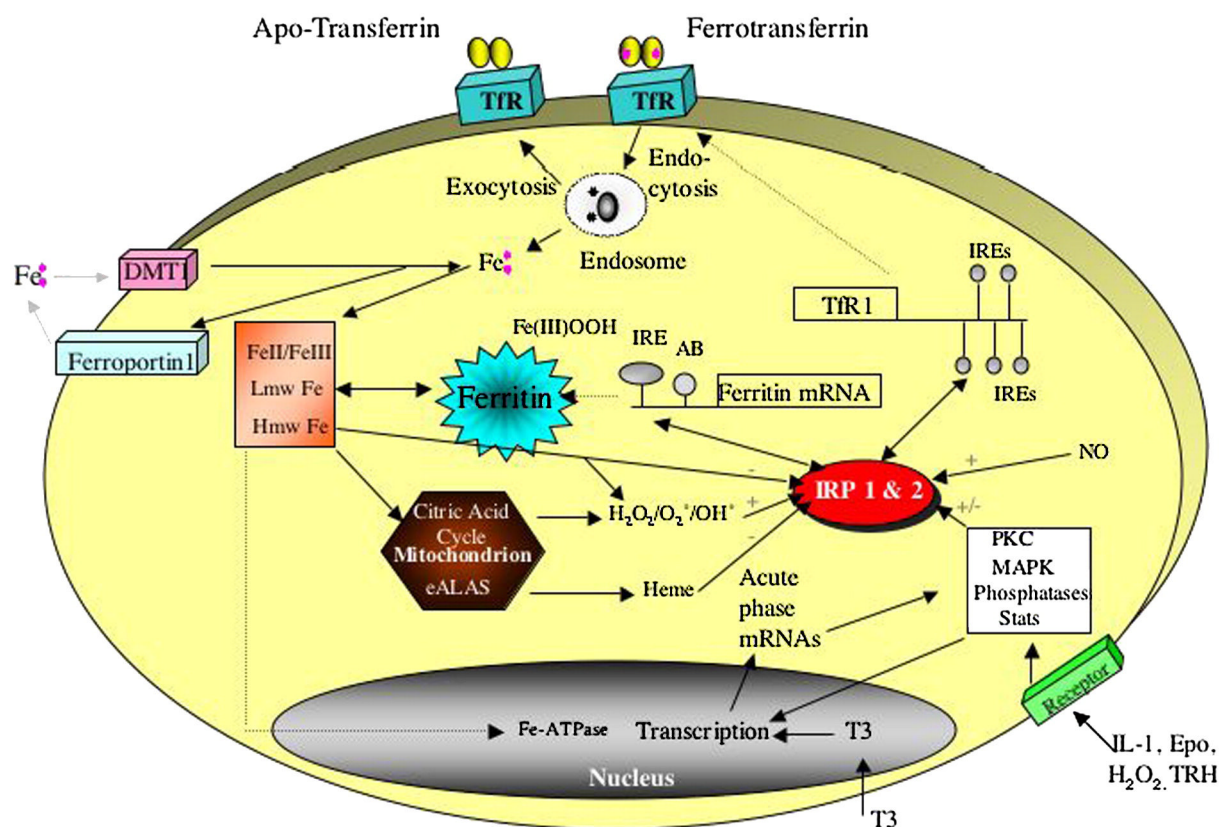 Apo-Transferrin
Ferrotransferrin
TfR
TfR
Exocytosis
Endo-
cytosis
Endosome
Fe
DMT1
Fe
Ferroportin1
IREs
TfR1
IREs
FeII/FeIII
Lmw Fe
Hmw Fe
Fe(III)OOH
Ferritin
IRE
AB
Ferritin mRNA
NO
+
-
IRP 1 & 2
+
-
+/-
Citric Acid
Cycle
Mitochondrion
eALAS
H₂O₂/O₂*/OH*
Heme
Acute
phase
mRNAs
PKC
MAPK
Phosphatases
Stats
Receptor
IL-1, Epo,
H₂O₂. TRH
Fe-ATPase
Transcription
T3
Nucleus
T3